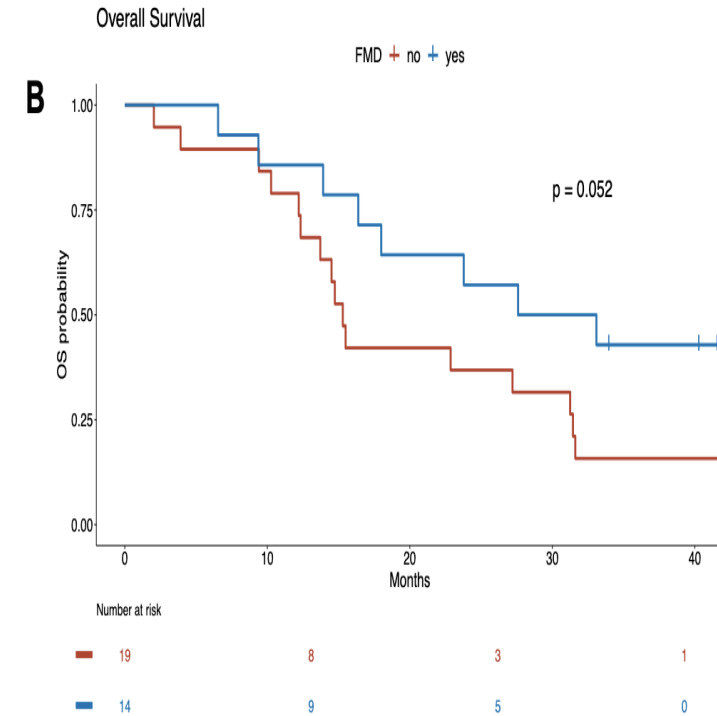 Overall Survival
FMD no yes
B
1.00
0.75
0.50
0.25
0.00
OS probability
p = 0.052
0 10 20 30 40
Months
Number at risk
19 8 3 1
14 9 5 0